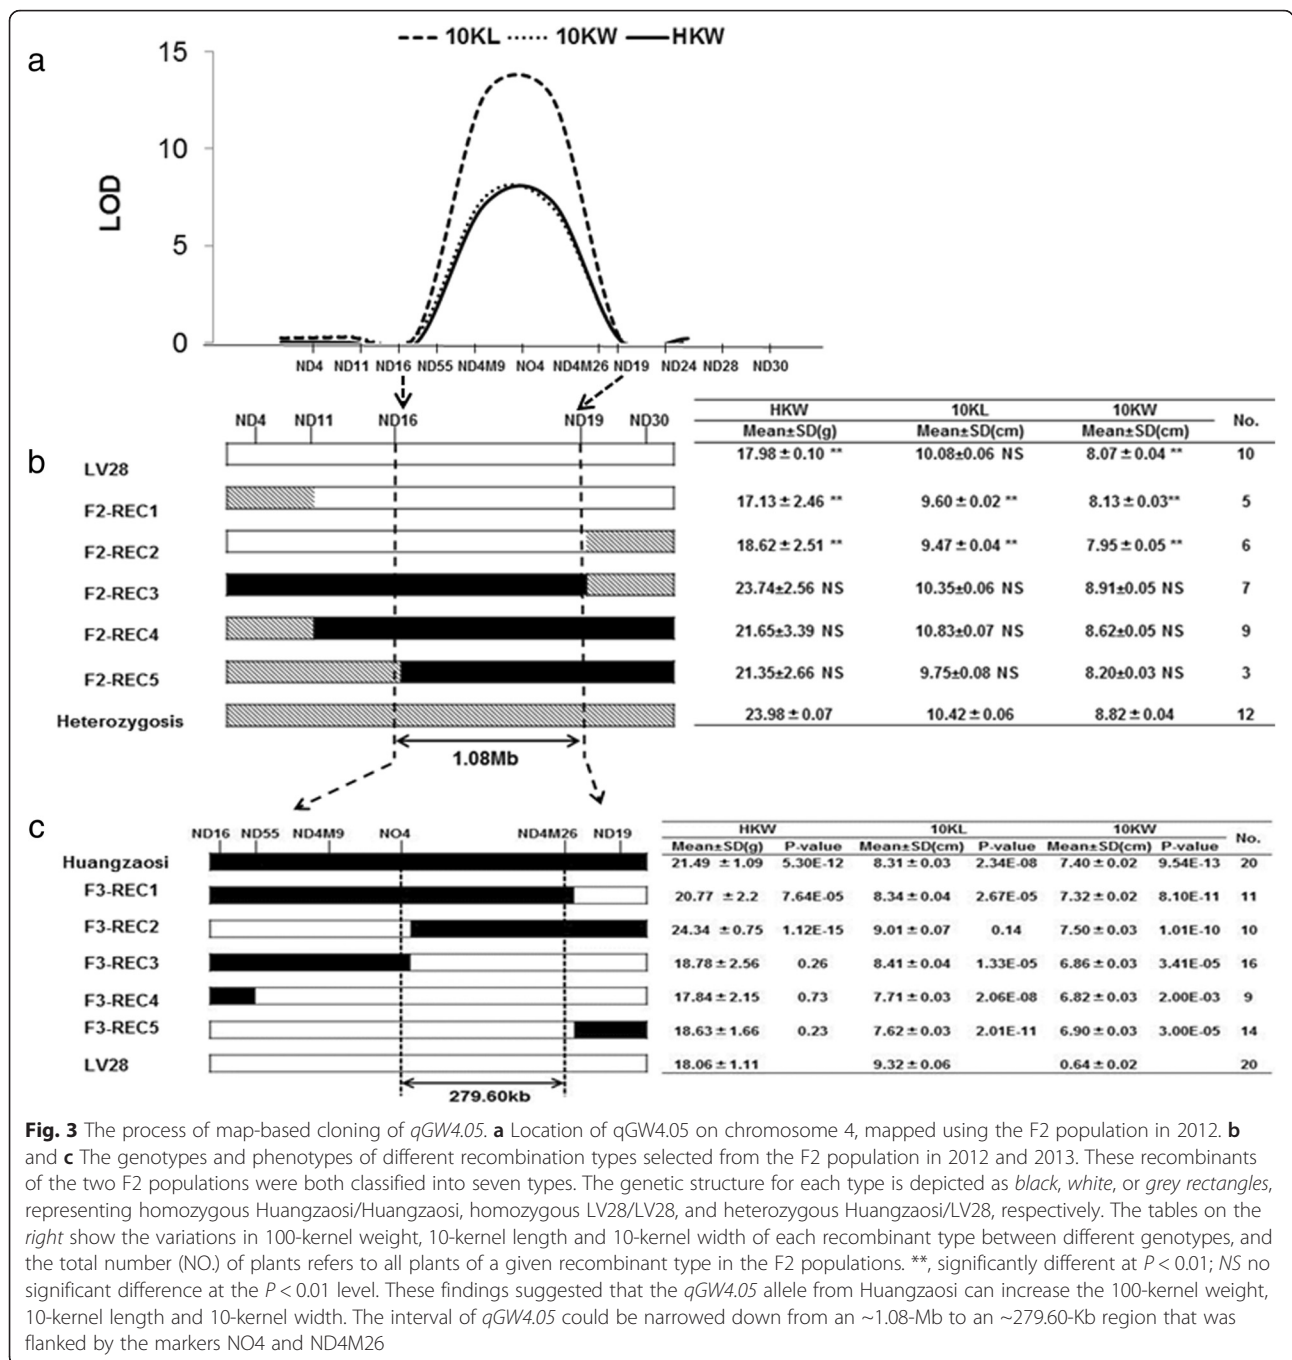 a
10KL 10KW HKW
15
10
5
0
LOD
ND4 ND11 ND16 ND55 ND4M9 NO4 ND4M26 ND19 ND24 ND28 ND30
b
ND4 ND11 ND16 ND19 ND30
HKW 10KL 10KW No.
Mean±SD(g) Mean±SD(cm) Mean±SD(cm)
LV28 17.98±0.10 ** 10.08±0.06 NS 8.07±0.04 ** 10
F2-REC1 17.13±2.46 ** 9.60±0.02 ** 8.13±0.03** 5
F2-REC2 18.62±2.51 ** 9.47±0.04 ** 7.95±0.05 ** 6
F2-REC3 23.74±2.56 NS 10.35±0.06 NS 8.91±0.05 NS 7
F2-REC4 21.65±3.39 NS 10.83±0.07 NS 8.62±0.05 NS 9
F2-REC5 21.35±2.66 NS 9.75±0.08 NS 8.20±0.03 NS 3
Heterozygosis 23.98±0.07 10.42±0.06 8.82±0.04 12
1.08Mb
c
ND16 ND55 ND4M9 NO4 ND4M26 ND19
HKW 10KL 10KW No.
Mean±SD(g) P-value Mean±SD(cm) P-value Mean±SD(cm) P-value
Huangzaosi 21.49 ±1.09 5.30E-12 8.31±0.03 2.34E-08 7.40±0.02 9.54E-13 20
F3-REC1 20.77 ±2.2 7.64E-05 8.34±0.04 2.67E-05 7.32±0.02 8.10E-11 11
F3-REC2 24.34 ±0.75 1.12E-15 9.01±0.07 0.14 7.50±0.03 1.01E-10 10
F3-REC3 18.78±2.56 0.26 8.41±0.04 1.33E-05 6.86±0.03 3.41E-05 16
F3-REC4 17.84±2.15 0.73 7.71±0.03 2.06E-08 6.82±0.03 2.00E-03 9
F3-REC5 18.63±1.66 0.23 7.62±0.03 2.01E-11 6.90±0.03 3.00E-05 14
LV28 18.06±1.11 9.32±0.06 0.64±0.02 20
279.60kb
Fig. 3 The process of map-based cloning of qGW4.05. a Location of qGW4.05 on chromosome 4, mapped using the F2 population in 2012. b
and c The genotypes and phenotypes of different recombination types selected from the F2 population in 2012 and 2013. These recombinants
of the two F2 populations were both classified into seven types. The genetic structure for each type is depicted as black, white, or grey rectangles,
representing homozygous Huangzaosi/Huangzaosi, homozygous LV28/LV28, and heterozygous Huangzaosi/LV28, respectively. The tables on the
right show the variations in 100-kernel weight, 10-kernel length and 10-kernel width of each recombinant type between different genotypes, and
the total number (NO.) of plants refers to all plants of a given recombinant type in the F2 populations. **, significantly different at P < 0.01; NS no
significant difference at the P < 0.01 level. These findings suggested that the qGW4.05 allele from Huangzaosi can increase the 100-kernel weight,
10-kernel length and 10-kernel width. The interval of qGW4.05 could be narrowed down from an ~1.08-Mb to an ~279.60-Kb region that was
flanked by the markers NO4 and ND4M26